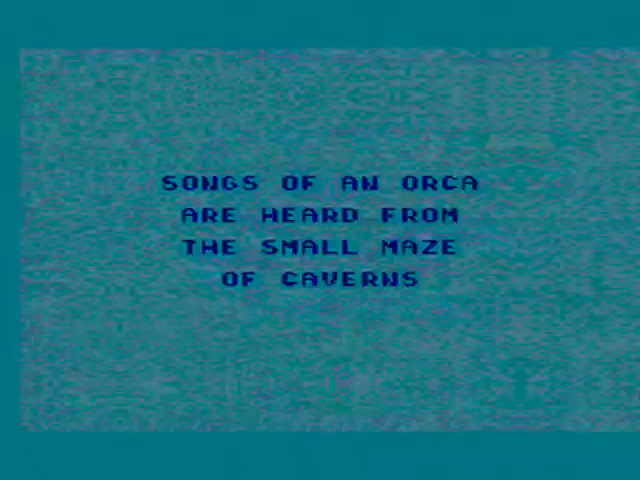 SONGS OF AN ORCA
ARE HEARD FROM
THE SMALL MAZE
OF CAVERNS